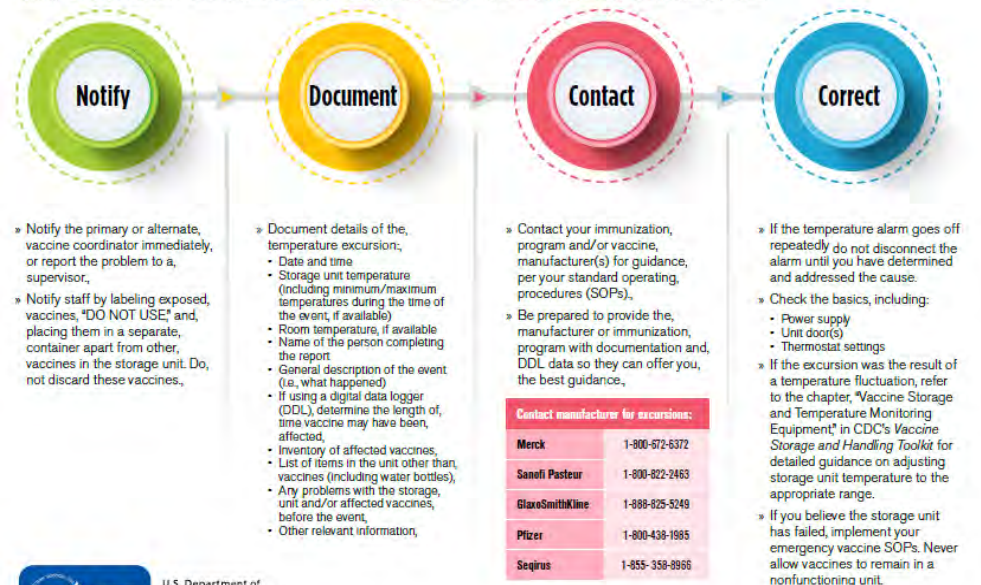 Notify
Document
Contact
Correct
» Notify the primary or alternate,
vaccine coordinator immediately,
or report the problem to a,
supervisor.,
» Notify staff by labeling exposed,
vaccines, “DO NOT USE,” and,
placing them in a separate,
container apart from other,
vaccines in the storage unit. Do,
not discard these vaccines.,
» Document details of the,
temperature excursion:,
• Date and time
• Storage unit temperature
(including minimum/maximum
temperatures during the time of
the event, if available)
• Room temperature, if available
• Name of the person completing
the report
• General description of the event
(i.e., what happened)
• If using a digital data logger
(DDL), determine the length of,
time vaccine may have been,
affected,
• Inventory of affected vaccines,
• List of items in the unit other than,
vaccines (including water bottles),
• Any problems with the storage,
unit and/or affected vaccines,
before the event,
• Other relevant information,
» Contact your immunization,
program and/or vaccine,
manufacturer(s) for guidance,
per your standard operating,
procedures (SOPs).,
» Be prepared to provide the,
manufacturer or immunization,
program with documentation and,
DDL data so they can offer you,
the best guidance.,
Contact manufacturer for excursions:
Merck 1-800-672-6372
Sanofi Pasteur 1-800-822-2463
GlaxoSmithKline 1-888-825-5249
Pfizer 1-800-438-1985
Seqirus 1-855- 358-8966
» If the temperature alarm goes off
repeatedly do not disconnect the
alarm until you have determined
and addressed the cause.
» Check the basics, including:
• Power supply
• Unit door(s)
• Thermostat settings
» If the excursion was the result of
a temperature fluctuation, refer
to the chapter, “Vaccine Storage
and Temperature Monitoring
Equipment,” in CDC's Vaccine
Storage and Handling Toolkit for
detailed guidance on adjusting
storage unit temperature to the
appropriate range.
» If you believe the storage unit
has failed, implement your
emergency vaccine SOPs. Never
allow vaccines to remain in a
nonfunctioning unit.
U.S. Department of